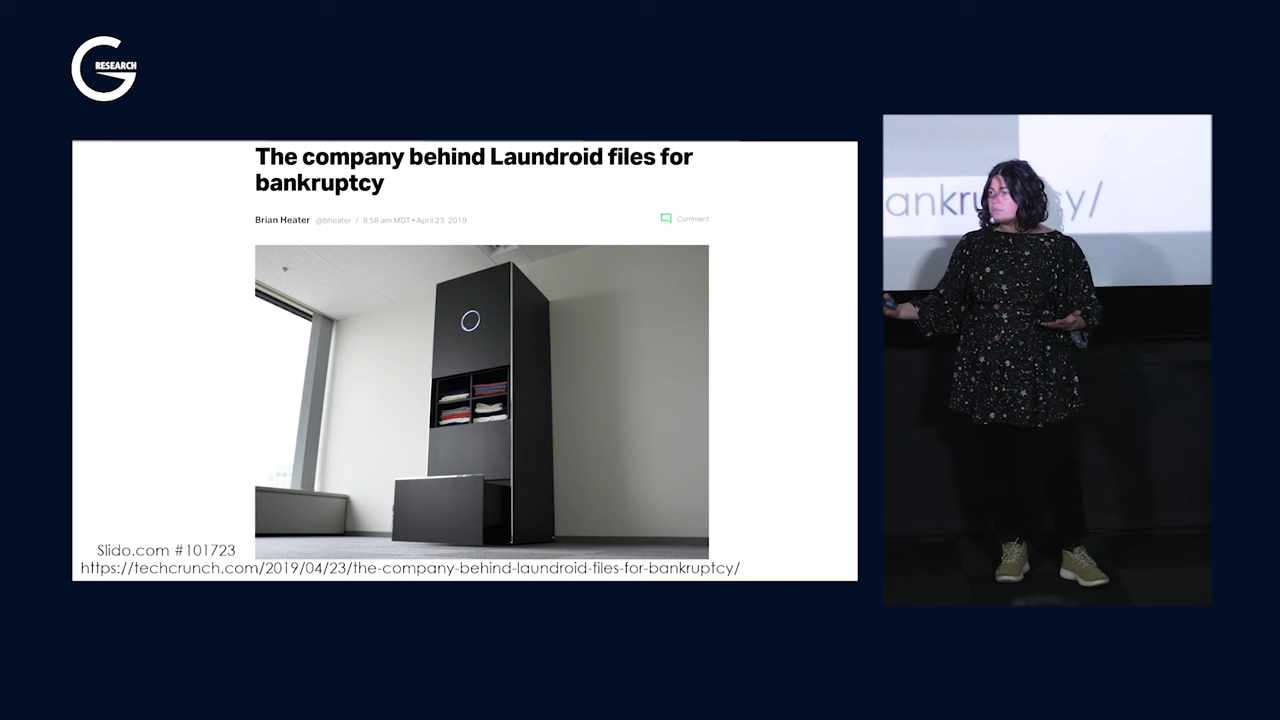 RESEARCH
The company behind Laundroid files for
bankruptcy
Brian Heater @bheater / 8:58 am MDT • April 23, 2019
Comment
Slido.com #101723
https://techcrunch.com/2019/04/23/the-company-behind-laundroid-files-for-bankruptcy/
ankru cy/